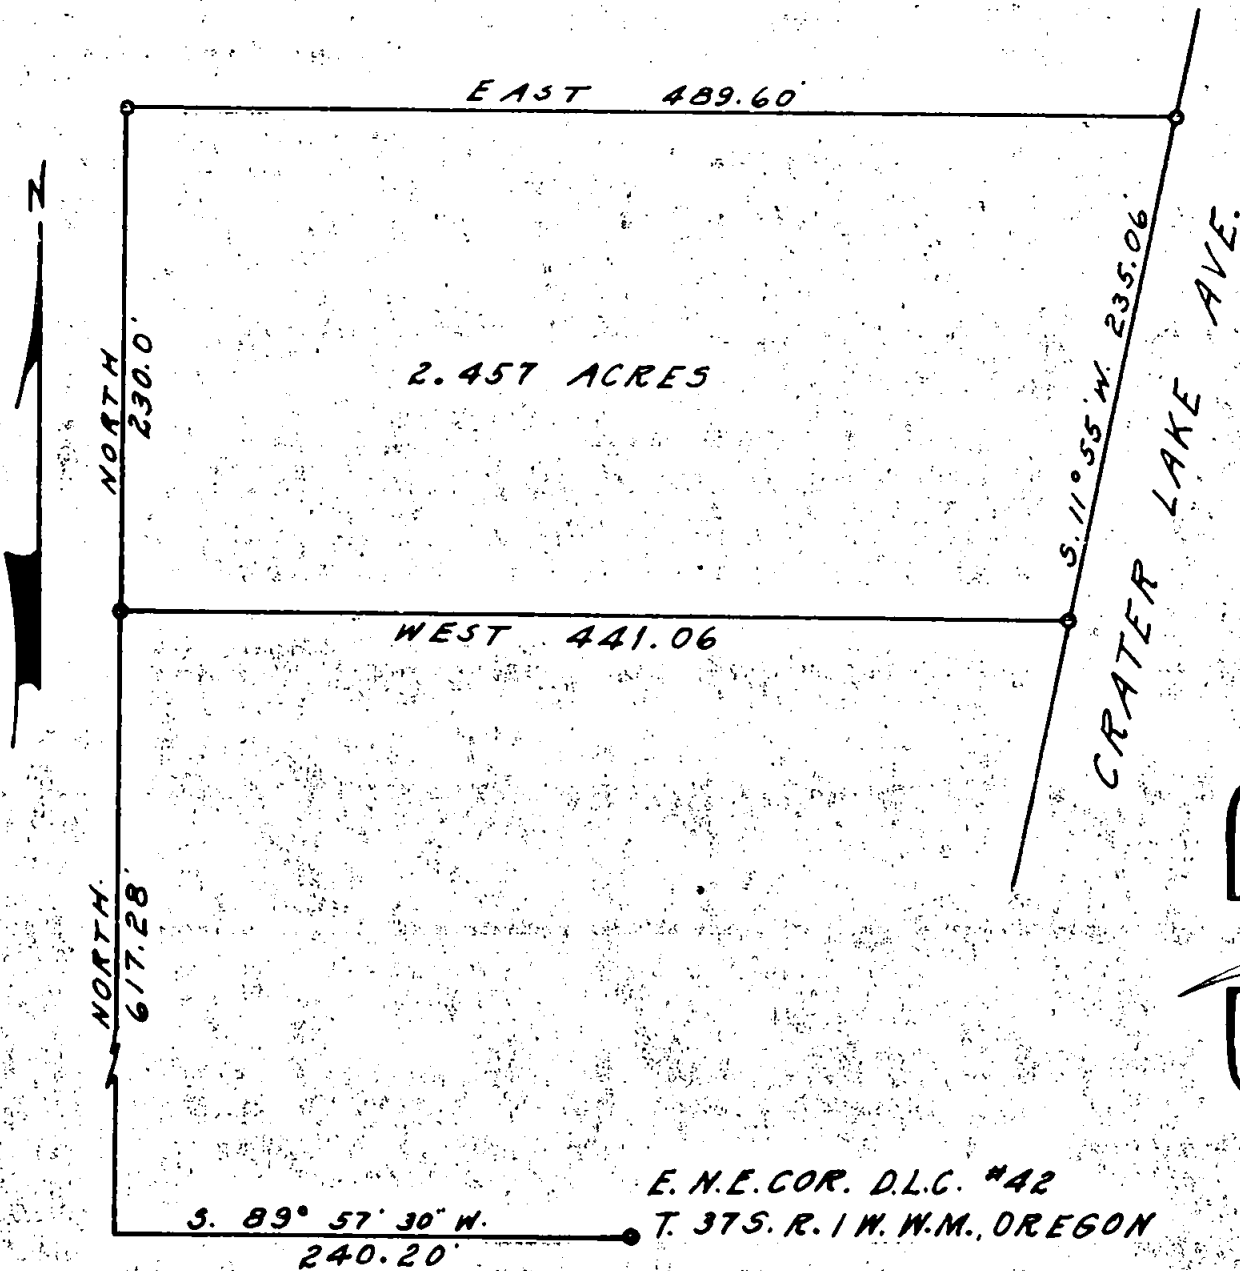 EAST 489.60'
N
NORTH
230.0'
2.457 ACRES
S. 11° 55' W. 235.06'
CRATER LAKE AVE.
WEST 441.06
NORTH
617.28'
S. 89° 57' 30" W.
240.20'
E. N.E. COR. D.L.C. #42
T. 37S. R. 1 W. W.M., OREGON